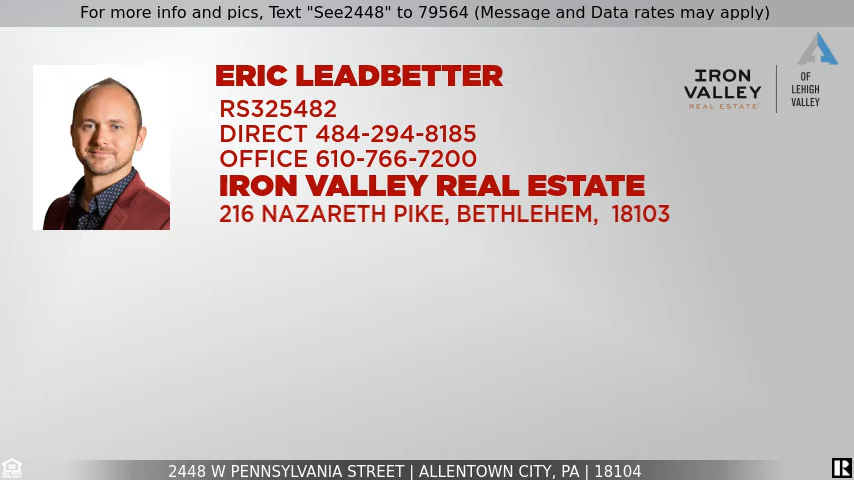 For more info and pics, Text "See2448" to 79564 (Message and Data rates may apply)
ERIC LEADBETTER
RS325482
DIRECT 484-294-8185
OFFICE 610-766-7200
IRON VALLEY REAL ESTATE
216 NAZARETH PIKE, BETHLEHEM, 18103
IRON
VALLEY
REAL ESTATE
OF
LEHIGH
VALLEY
2448 W PENNSYLVANIA STREET | ALLENTOWN CITY, PA | 18104